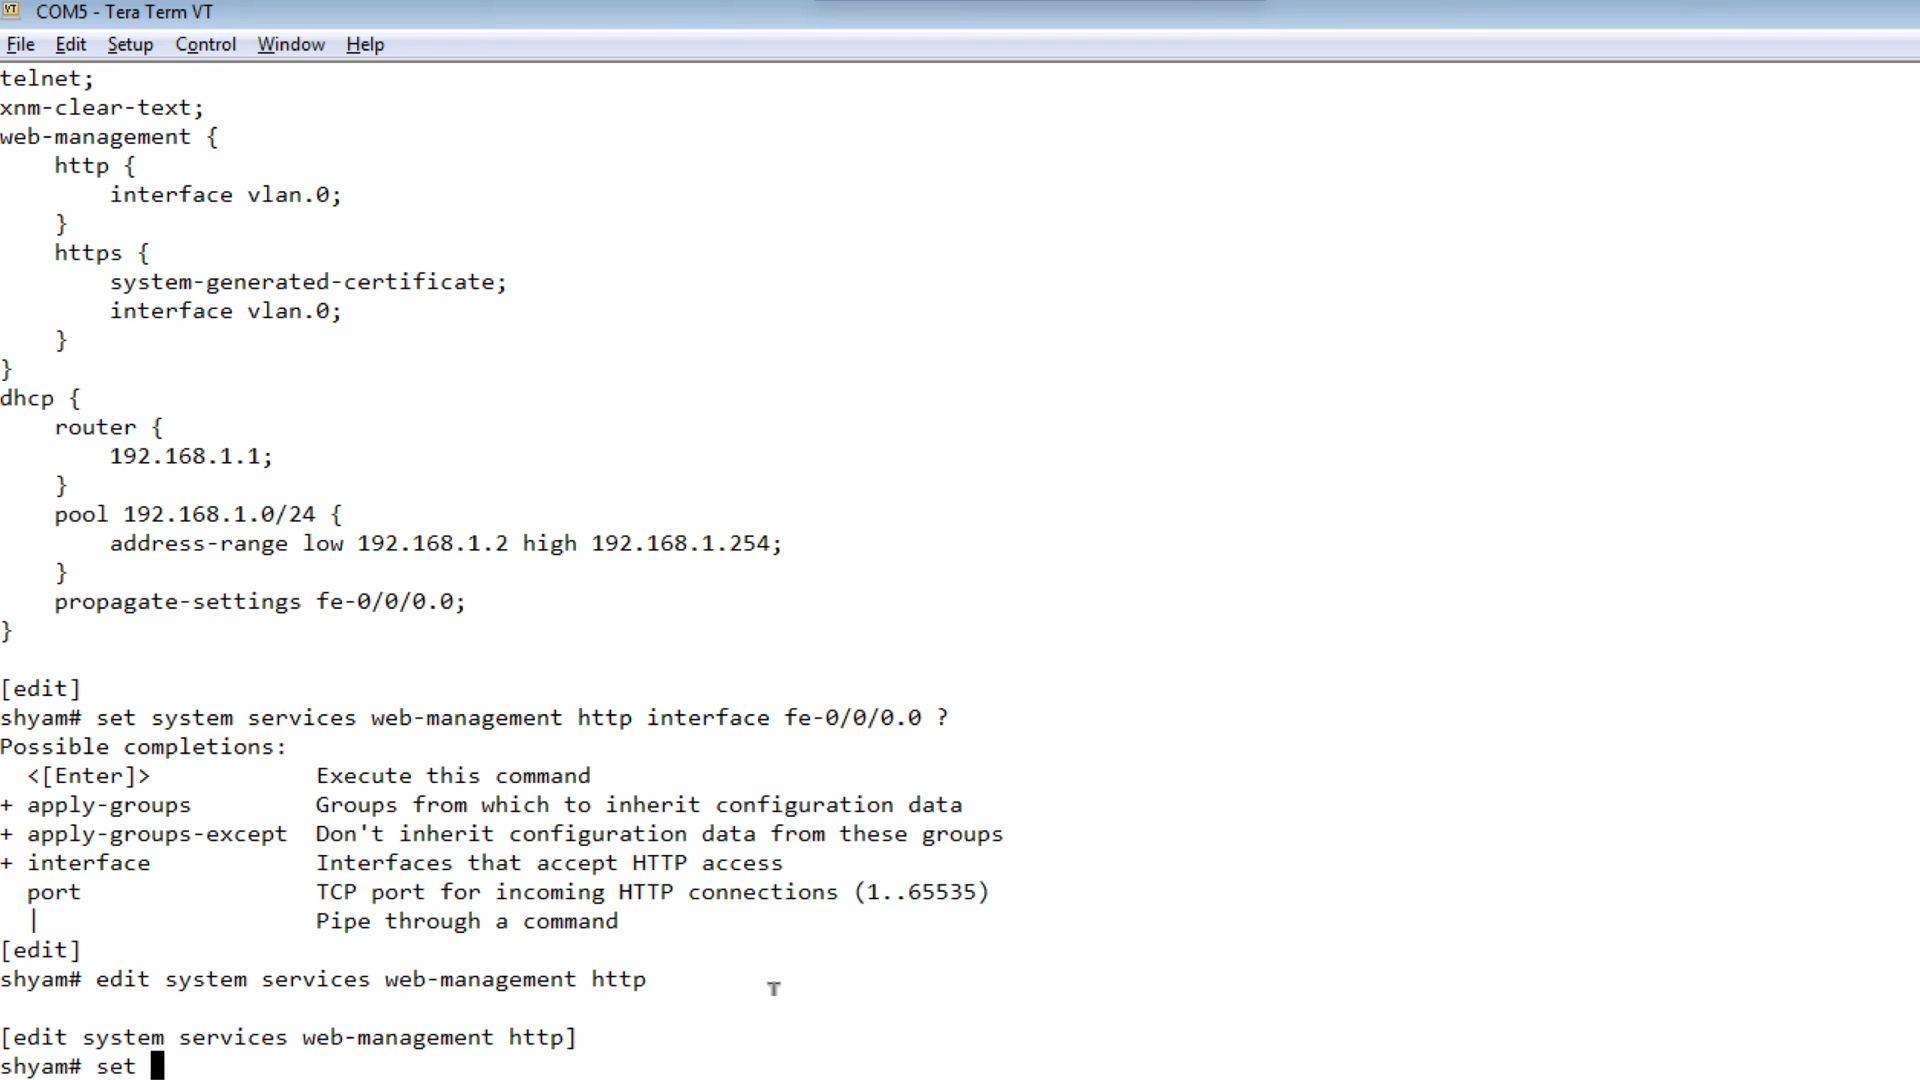 COM5 - Tera Term VT
File Edit Setup Control Window Help
telnet;
xnm-clear-text;
web-management {
    http {
        interface vlan.0;
    }
    https {
        system-generated-certificate;
        interface vlan.0;
    }
}
dhcp {
    router {
        192.168.1.1;
    }
    pool 192.168.1.0/24 {
        address-range low 192.168.1.2 high 192.168.1.254;
    }
    propagate-settings fe-0/0/0.0;
}
[edit]
shyam# set system services web-management http interface fe-0/0/0.0 ?
Possible completions:
  <[Enter]>            Execute this command
+ apply-groups         Groups from which to inherit configuration data
+ apply-groups-except  Don't inherit configuration data from these groups
+ interface            Interfaces that accept HTTP access
  port                 TCP port for incoming HTTP connections (1..65535)
  |                    Pipe through a command
[edit]
shyam# edit system services web-management http
[edit system services web-management http]
shyam# set